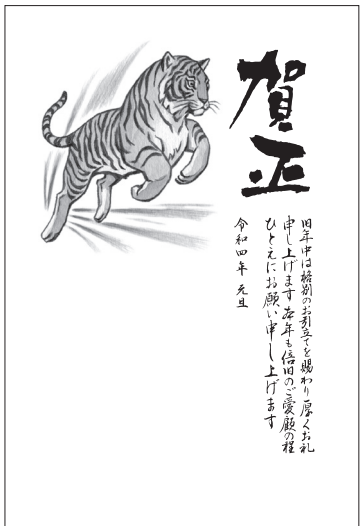 賀正
旧年中は格別のお引立てを賜わり厚くお礼
申し上げます 本年も倍旧のご愛顧の程
ひとえにお願い申し上げます
令和四年 元旦